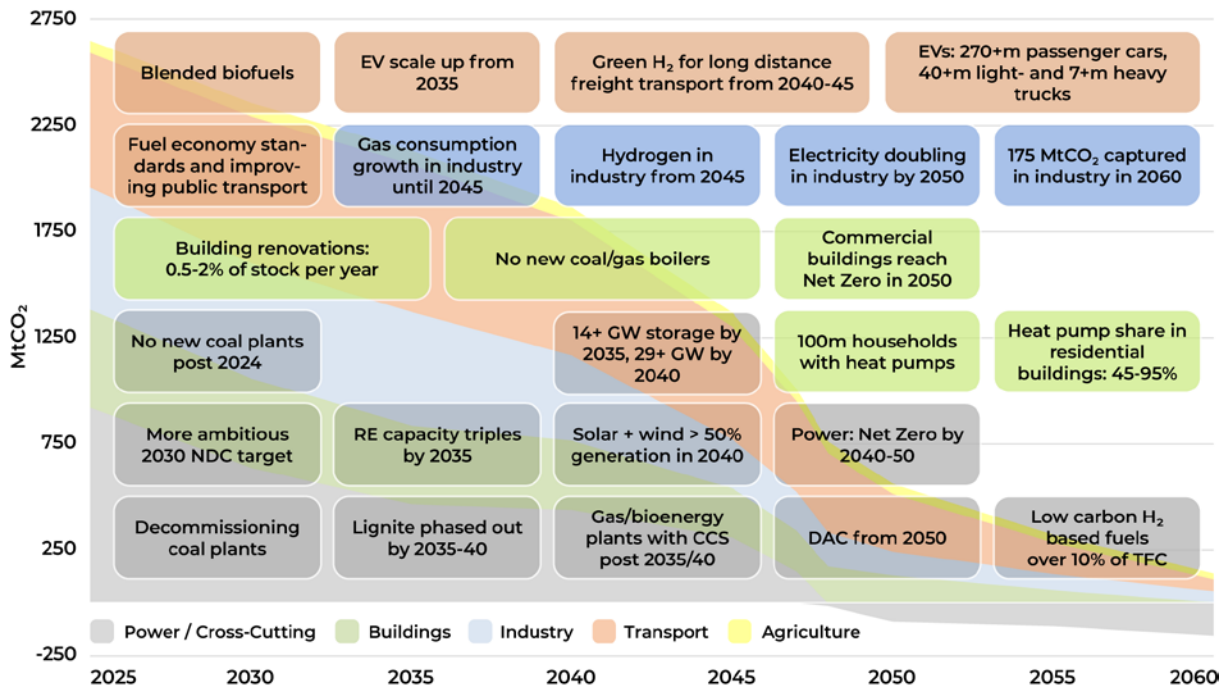 2750
Blended biofuels
EV scale up from
2035
Green H₂ for long distance
freight transport from 2040-45
EVs: 270+m passenger cars,
40+m light- and 7+m heavy
trucks
2250
Fuel economy stan-
dards and improv-
ing public transport
Gas consumption
growth in industry
until 2045
Hydrogen in
industry from 2045
Electricity doubling
in industry by 2050
175 MtCO₂ captured
in industry in 2060
1750
Building renovations:
0.5-2% of stock per year
No new coal/gas boilers
Commercial
buildings reach
Net Zero in 2050
MtCO₂
1250
No new coal plants
post 2024
14+ GW storage by
2035, 29+ GW by
2040
100m households
with heat pumps
Heat pump share in
residential
buildings: 45-95%
750
More ambitious
2030 NDC target
RE capacity triples
by 2035
Solar + wind > 50%
generation in 2040
Power: Net Zero by
2040-50
250
Decommissioning
coal plants
Lignite phased out
by 2035-40
Gas/bioenergy
plants with CCS
post 2035/40
DAC from 2050
Low carbon H₂
based fuels
over 10% of TFC
Power / Cross-Cutting
Buildings
Industry
Transport
Agriculture
-250
2025
2030
2035
2040
2045
2050
2055
2060